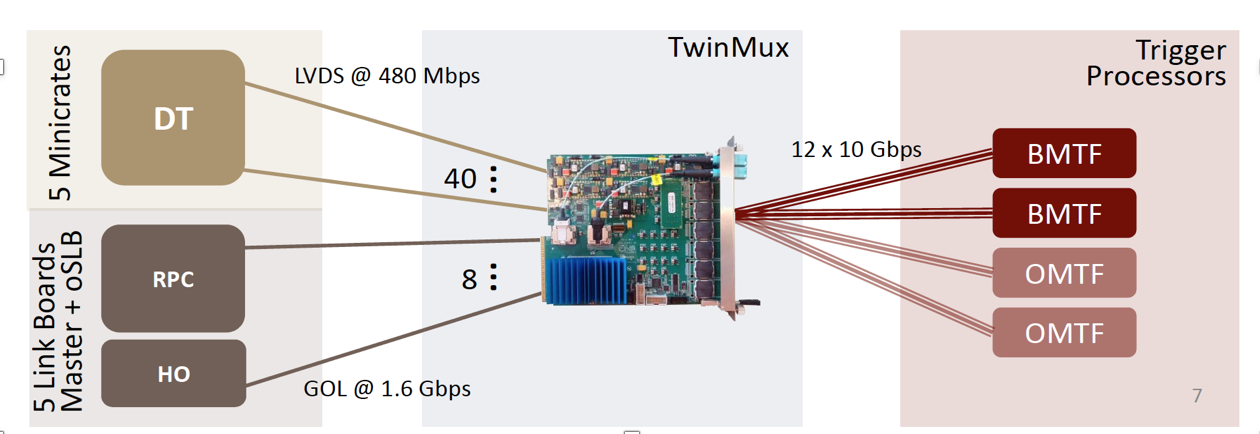 5 Minicrates
DT
LVDS @ 480 Mbps
40
TwinMux
12 x 10 Gbps
Trigger
Processors
BMTF
BMTF
OMTF
OMTF
5 Link Boards
Master + oSLB
RPC
HO
8
GOL @ 1.6 Gbps
7